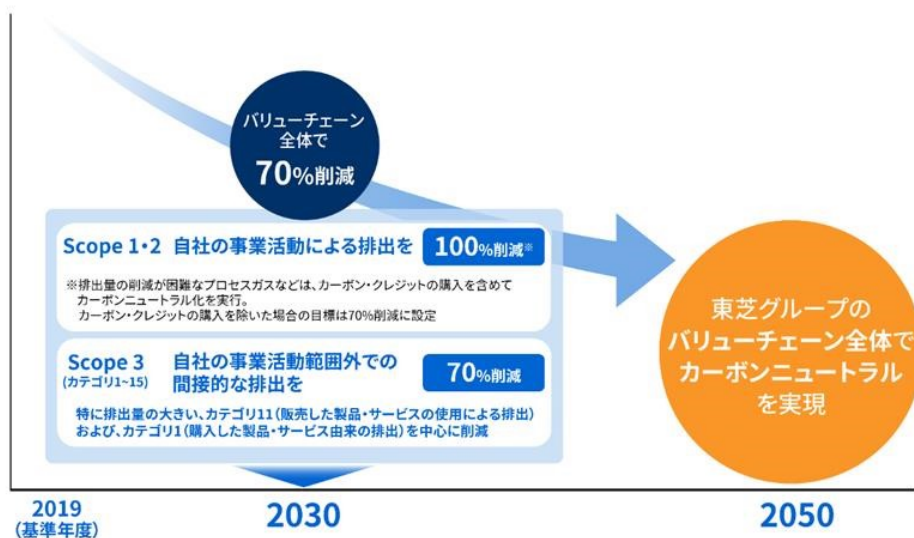 バリューチェーン
全体で
70%削減
Scope 1・2 自社の事業活動による排出を 100%削減※
※排出量の削減が困難なプロセスガスなどは、カーボン・クレジットの購入を含めて
カーボンニュートラル化を実行。
カーボン・クレジットの購入を除いた場合の目標は70%削減に設定
Scope 3
(カテゴリ1~15)
自社の事業活動範囲外での
間接的な排出を
70%削減
特に排出量の大きい、カテゴリ11(販売した製品・サービスの使用による排出)
および、カテゴリ1(購入した製品・サービス由来の排出)を中心に削減
東芝グループの
バリューチェーン全体で
カーボンニュートラル
を実現
2019
(基準年度)
2030
2050